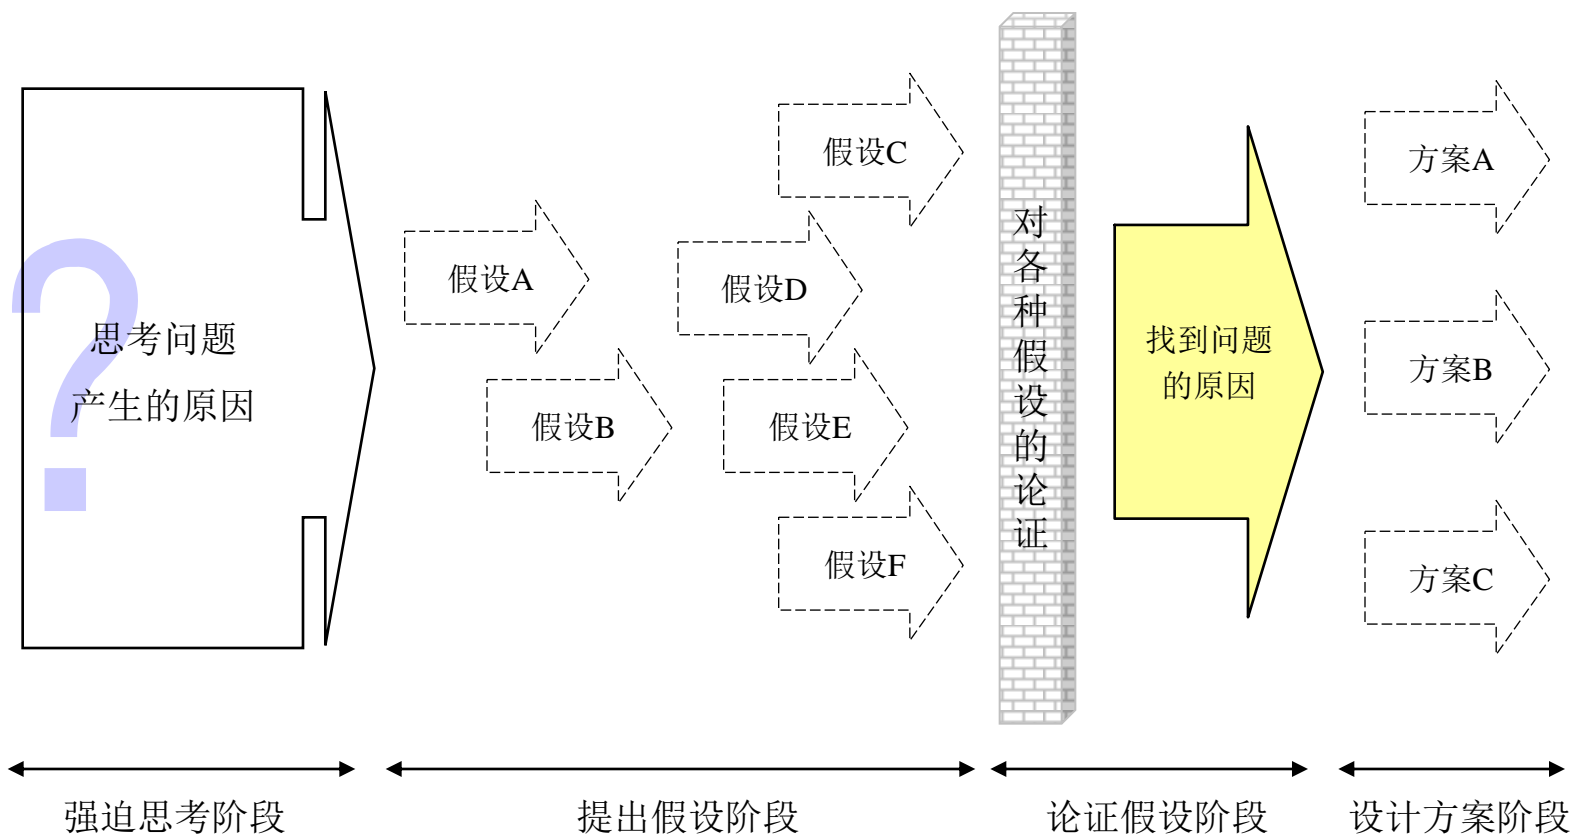 ?
思考问题
产生的原因
假设A
假设B
假设C
假设D
假设E
假设F
对各种假设的论证
找到问题
的原因
方案A
方案B
方案C
强迫思考阶段
提出假设阶段
论证假设阶段
设计方案阶段